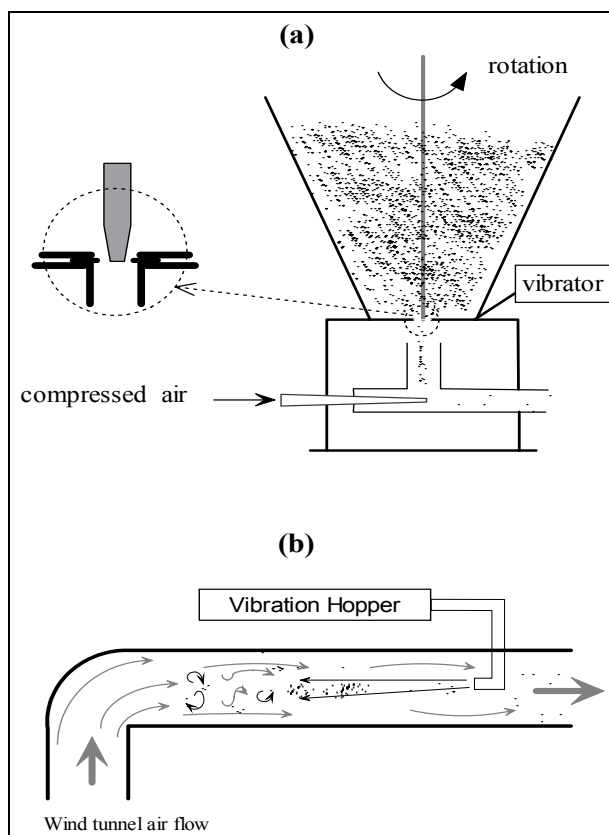 (a)
rotation
vibrator
compressed air
(b)
Vibration Hopper
Wind tunnel air flow